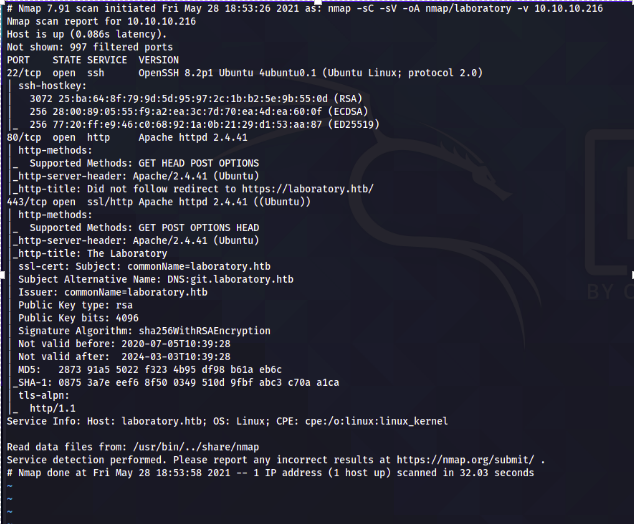 # Nmap 7.91 scan initiated Fri May 28 18:53:26 2021 as: nmap -sC -sV -oA nmap/laboratory -v 10.10.10.216
Nmap scan report for 10.10.10.216
Host is up (0.086s latency).
Not shown: 997 filtered ports
PORT    STATE SERVICE  VERSION
22/tcp  open  ssh      OpenSSH 8.2p1 Ubuntu 4ubuntu0.1 (Ubuntu Linux; protocol 2.0)
| ssh-hostkey:
|   3072 25:ba:64:8f:79:9d:5d:95:97:2c:1b:b2:5e:9b:55:0d (RSA)
|   256 28:00:89:05:55:f9:a2:ea:3c:7d:70:ea:4d:ea:60:0f (ECDSA)
|_  256 77:20:ff:e9:46:c0:68:92:1a:0b:21:29:d1:53:aa:87 (ED25519)
80/tcp  open  http     Apache httpd 2.4.41
| http-methods:
|_  Supported Methods: GET HEAD POST OPTIONS
|_http-server-header: Apache/2.4.41 (Ubuntu)
|_http-title: Did not follow redirect to https://laboratory.htb/
443/tcp open  ssl/http Apache httpd 2.4.41 ((Ubuntu))
| http-methods:
|_  Supported Methods: GET POST OPTIONS HEAD
|_http-server-header: Apache/2.4.41 (Ubuntu)
|_http-title: The Laboratory
| ssl-cert: Subject: commonName=laboratory.htb
| Subject Alternative Name: DNS:git.laboratory.htb
| Issuer: commonName=laboratory.htb
| Public Key type: rsa
| Public Key bits: 4096
| Signature Algorithm: sha256WithRSAEncryption
| Not valid before: 2020-07-05T10:39:28
| Not valid after:  2024-03-03T10:39:28
| MD5:   2873 91a5 5022 f323 4b95 df98 b61a eb6c
|_SHA-1: 0875 3a7e eef6 8f50 0349 510d 9fbf abc3 c70a a1ca
| tls-alpn:
|_  http/1.1
Service Info: Host: laboratory.htb; OS: Linux; CPE: cpe:/o:linux:linux_kernel

Read data files from: /usr/bin/../share/nmap
Service detection performed. Please report any incorrect results at https://nmap.org/submit/ .
# Nmap done at Fri May 28 18:53:58 2021 -- 1 IP address (1 host up) scanned in 32.03 seconds
~
~
~
BY